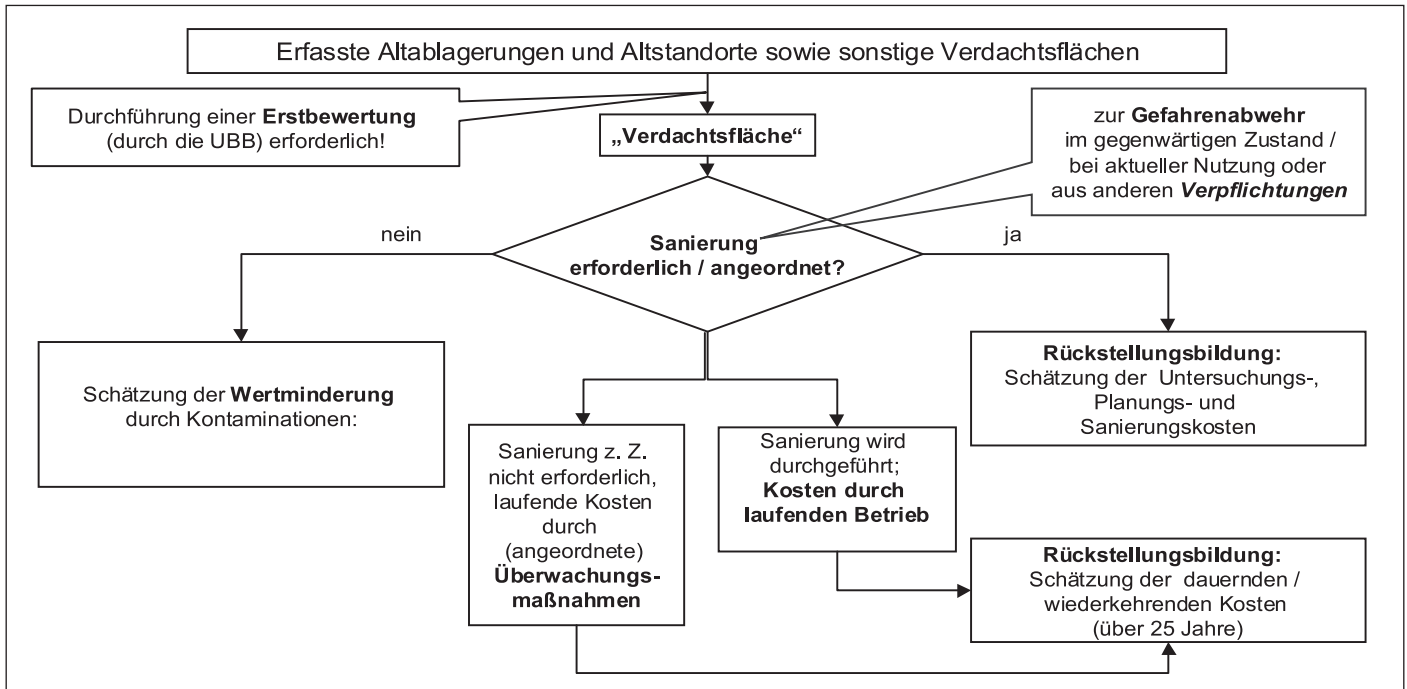 Erfasste Altablagerungen und Altstandorte sowie sonstige Verdachtsflächen
Durchführung einer Erstbewertung
(durch die UBB) erforderlich!
„Verdachtsfläche“
zur Gefahrenabwehr
im gegenwärtigen Zustand /
bei aktueller Nutzung oder
aus anderen Verpflichtungen
nein
Sanierung
erforderlich / angeordnet?
ja
Schätzung der Wertminderung
durch Kontaminationen:
Sanierung z. Z.
nicht erforderlich,
laufende Kosten
durch
(angeordnete)
Überwachungs-
maßnahmen
Sanierung wird
durchgeführt;
Kosten durch
laufenden Betrieb
Rückstellungsbildung:
Schätzung der Untersuchungs-,
Planungs- und
Sanierungskosten
Rückstellungsbildung:
Schätzung der dauernden /
wiederkehrenden Kosten
(über 25 Jahre)